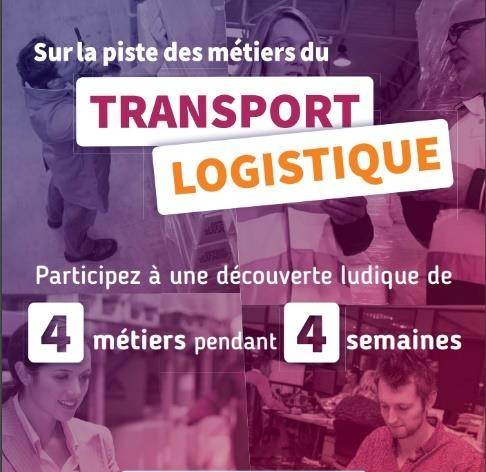 Sur la piste des métiers du
TRANSPORT
LOGISTIQUE
Participez à une découverte ludique de
4 métiers pendant 4 semaines